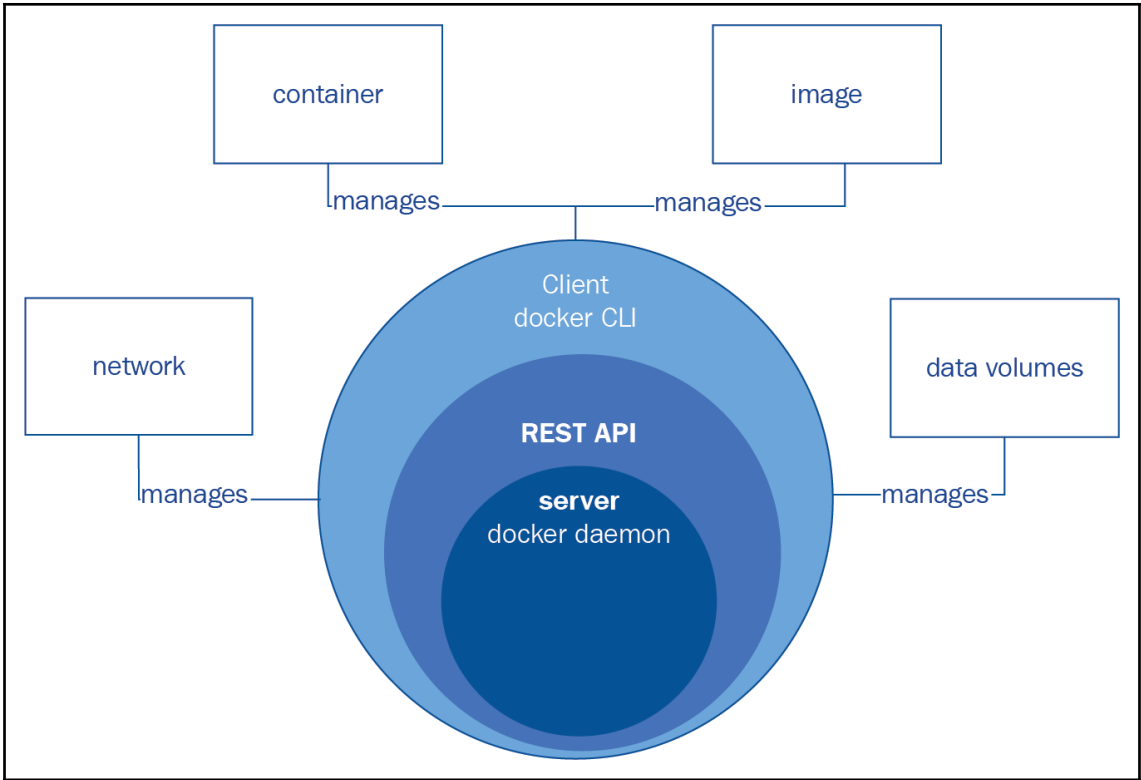 container
image
manages
manages
Client
docker CLI
network
data volumes
REST API
manages
manages
server
docker daemon